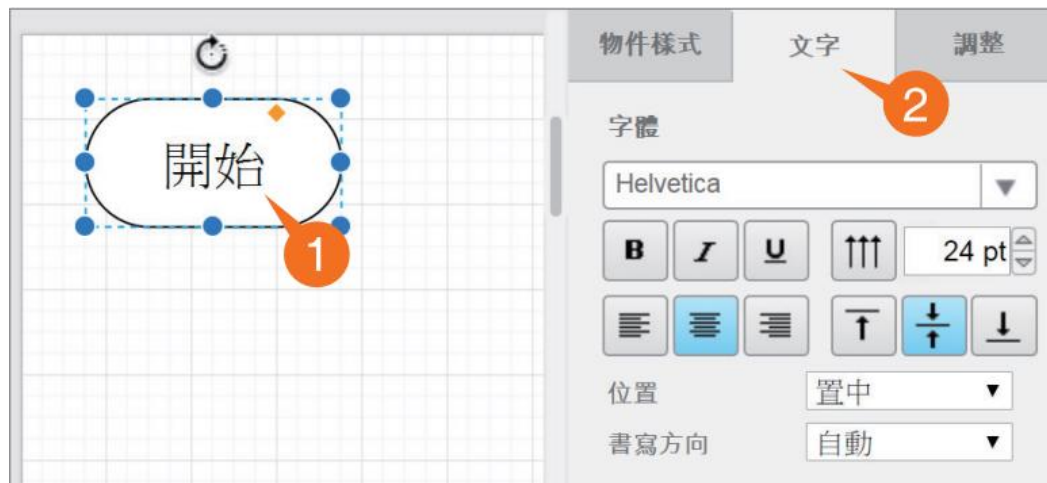 開始
1
物件樣式 文字 調整
2
字體
Helvetica
B I U 24 pt
位置 置中
書寫方向 自動